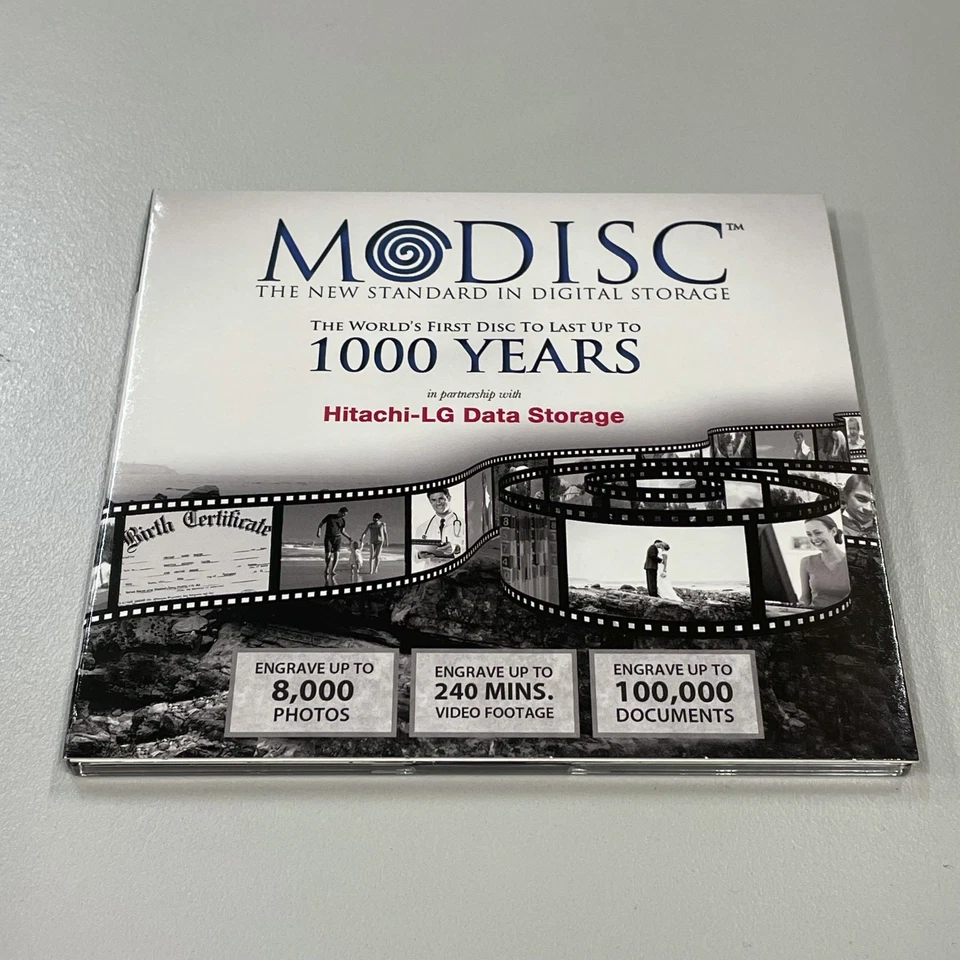 MODISC™
THE NEW STANDARD IN DIGITAL STORAGE
THE WORLD'S FIRST DISC TO LAST UP TO
1000 YEARS
in partnership with
Hitachi-LG Data Storage
Birth Certificate
ENGRAVE UP TO
8,000
PHOTOS
ENGRAVE UP TO
240 MINS.
VIDEO FOOTAGE
ENGRAVE UP TO
100,000
DOCUMENTS